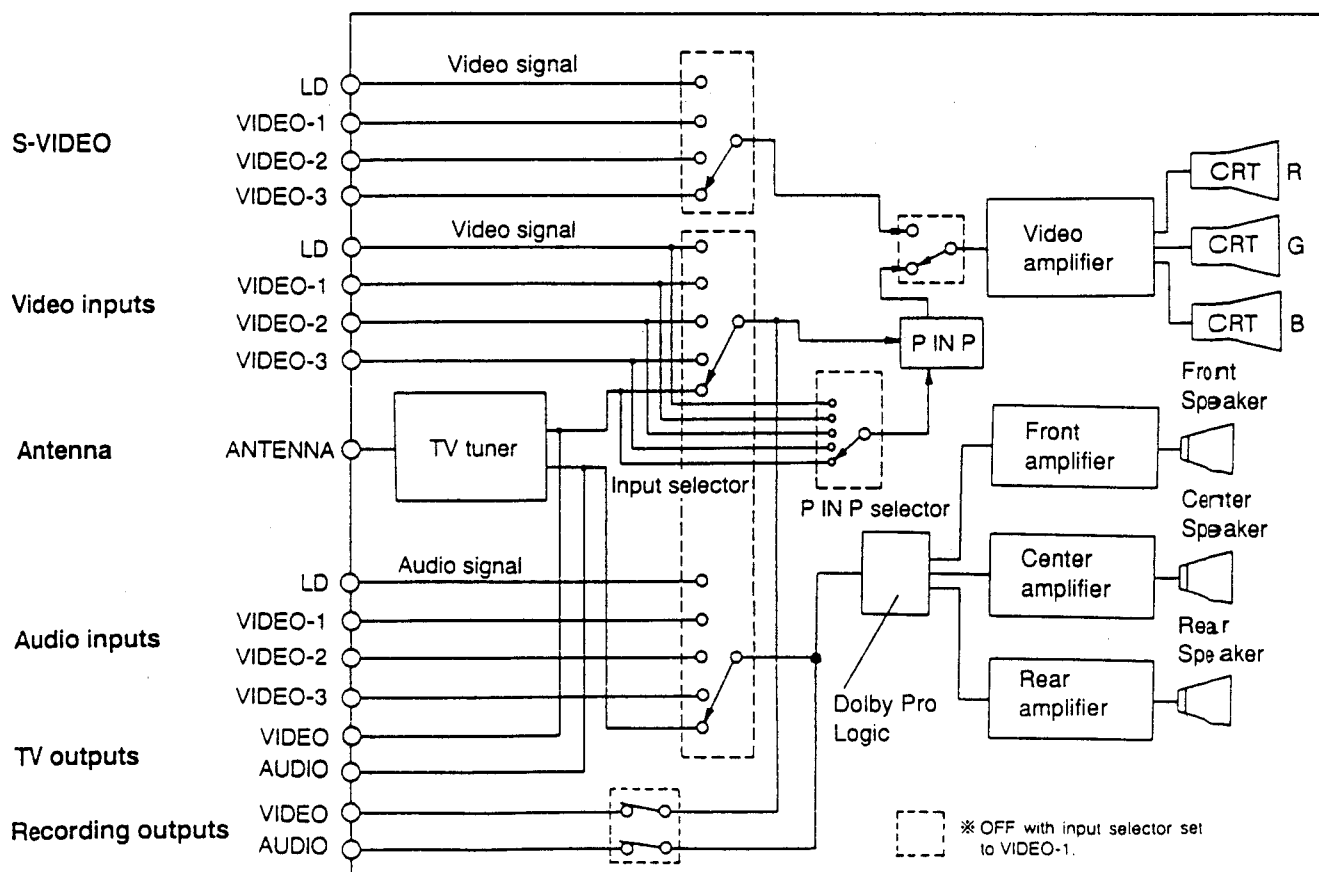 S-VIDEO
LD
VIDEO-1
VIDEO-2
VIDEO-3
Video signal
Video inputs
LD
VIDEO-1
VIDEO-2
VIDEO-3
Video signal
Antenna
ANTENNA
TV tuner
Input selector
P IN P selector
P IN P
Video
amplifier
CRT R
CRT G
CRT B
Front
Speaker
Front
amplifier
Center
Speaker
Center
amplifier
Rear
Speaker
Rear
amplifier
Dolby Pro
Logic
Audio inputs
LD
VIDEO-1
VIDEO-2
VIDEO-3
Audio signal
TV outputs
VIDEO
AUDIO
Recording outputs
VIDEO
AUDIO
※ OFF with input selector set
to VIDEO-1.